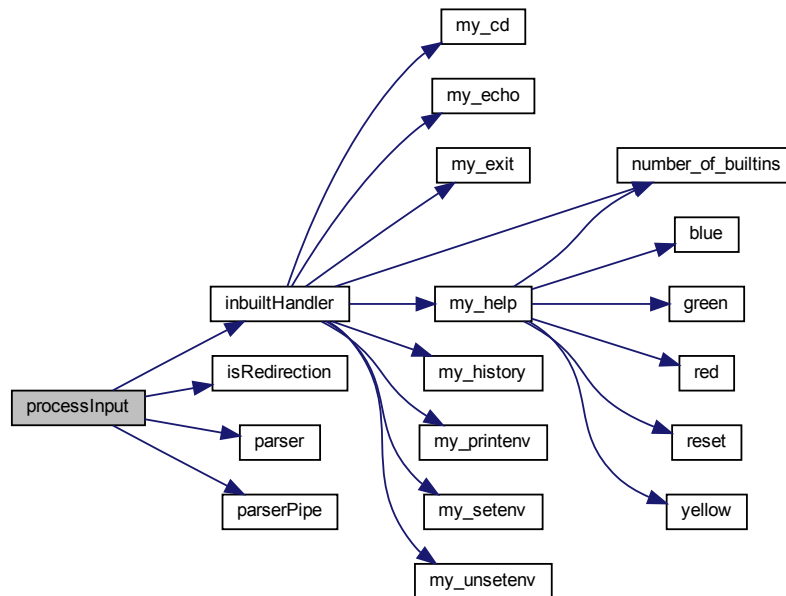 my_cd
my_echo
my_exit
number_of_builtins
blue
inbuiltHandler
my_help
green
isRedirection
my_history
red
processInput
parser
my_printenv
reset
parserPipe
my_setenv
yellow
my_unsetenv